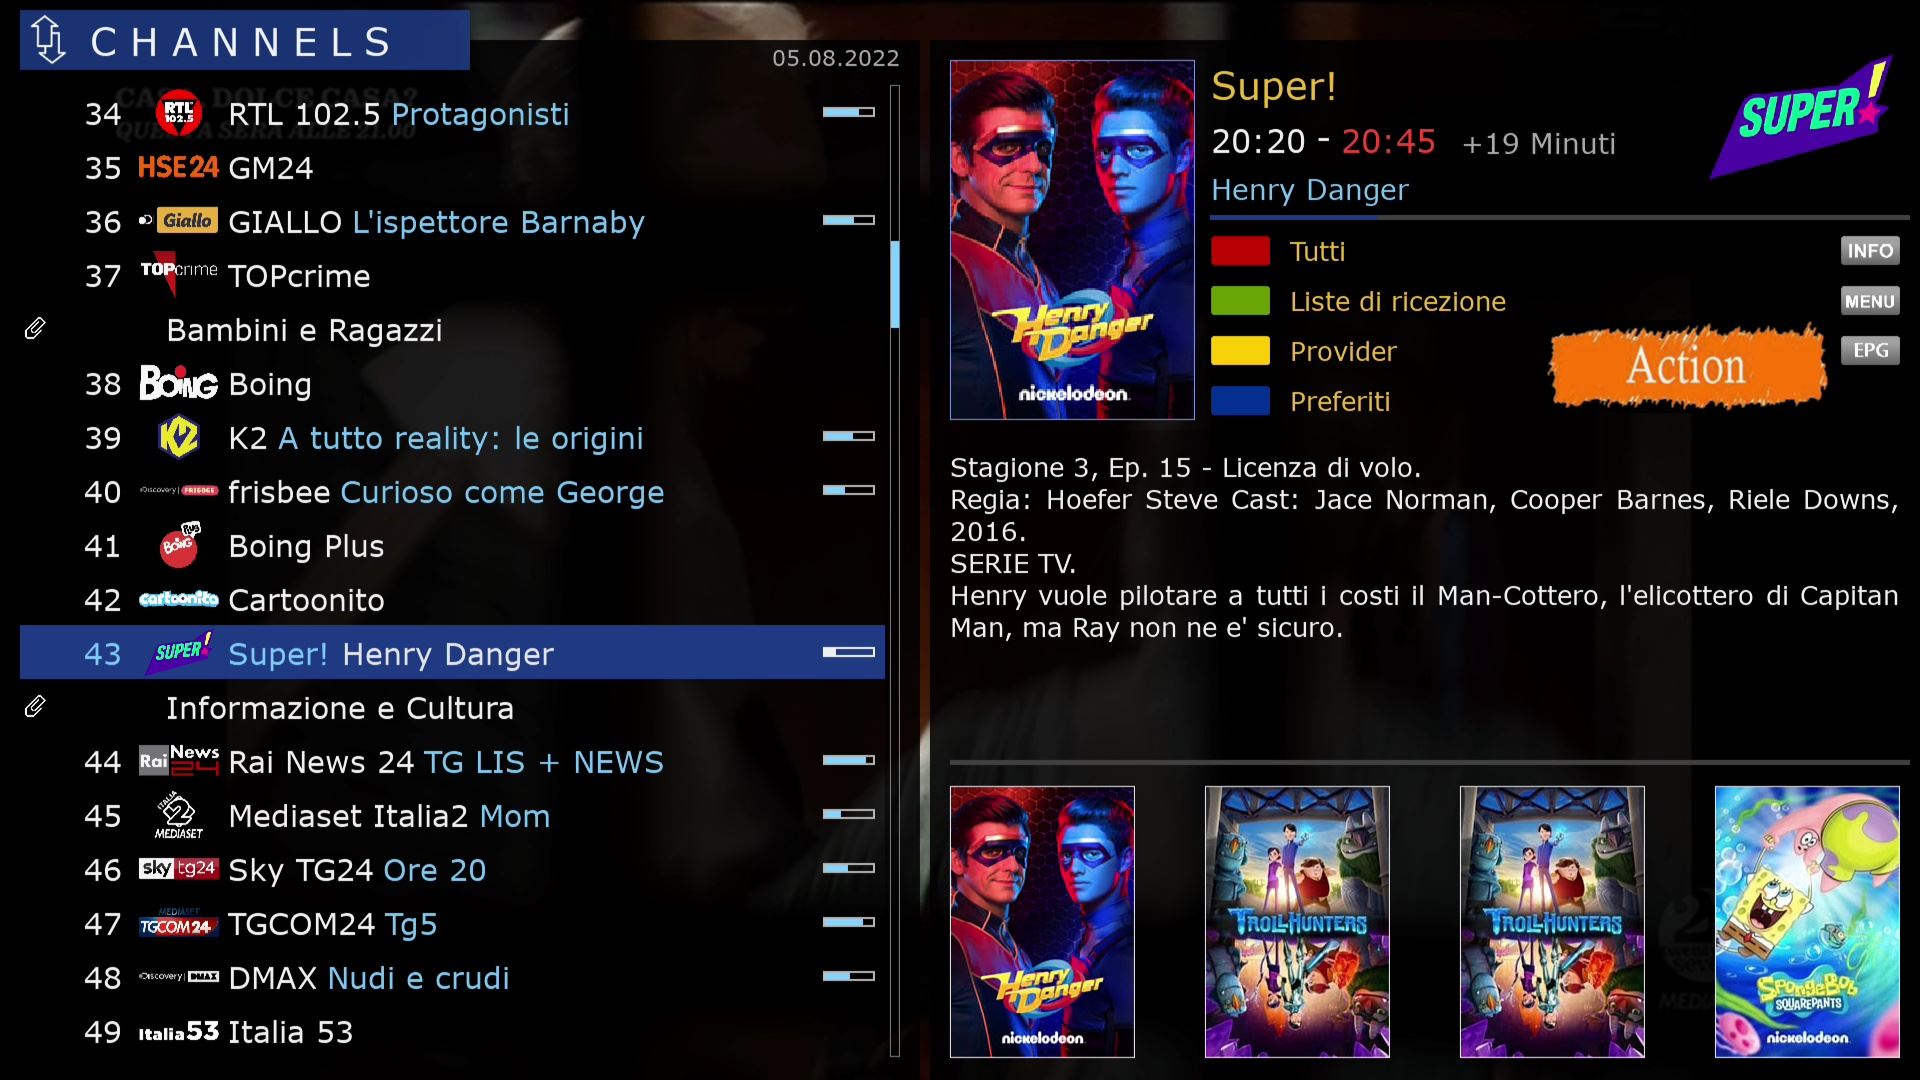 CHANNELS
05.08.2022
34 RTL 102.5 RTL 102.5 Protagonisti
35 HSE24 GM24
36 Giallo GIALLO L'ispettore Barnaby
37 TOPcrime TOPcrime
Bambini e Ragazzi
38 BOING Boing
39 K2 K2 A tutto reality: le origini
40 Discovery FRISBEE frisbee Curioso come George
41 BOING Plus Boing Plus
42 cartoonito Cartoonito
43 SUPER! Super! Henry Danger
Informazione e Cultura
44 Rai News 24 Rai News 24 TG LIS + NEWS
45 ITALIA 2 MEDIASET Mediaset Italia2 Mom
46 sky tg24 Sky TG24 Ore 20
47 MEDIASET TGCOM24 TGCOM24 Tg5
48 Discovery DMAX DMAX Nudi e crudi
49 Italia53 Italia 53
Henry Danger
nickelodeon
Super!
20:20 - 20:45 +19 Minuti
Henry Danger
SUPER!
Tutti
Liste di ricezione
Provider
Preferiti
INFO
MENU
EPG
Action
Stagione 3, Ep. 15 - Licenza di volo.
Regia: Hoefer Steve Cast: Jace Norman, Cooper Barnes, Riele Downs,
2016.
SERIE TV.
Henry vuole pilotare a tutti i costi il Man-Cottero, l'elicottero di Capitan
Man, ma Ray non ne e' sicuro.
Henry Danger
nickelodeon
TROLLHUNTERS
TROLLHUNTERS
SpongeBob
SQUAREPANTS
nickelodeon